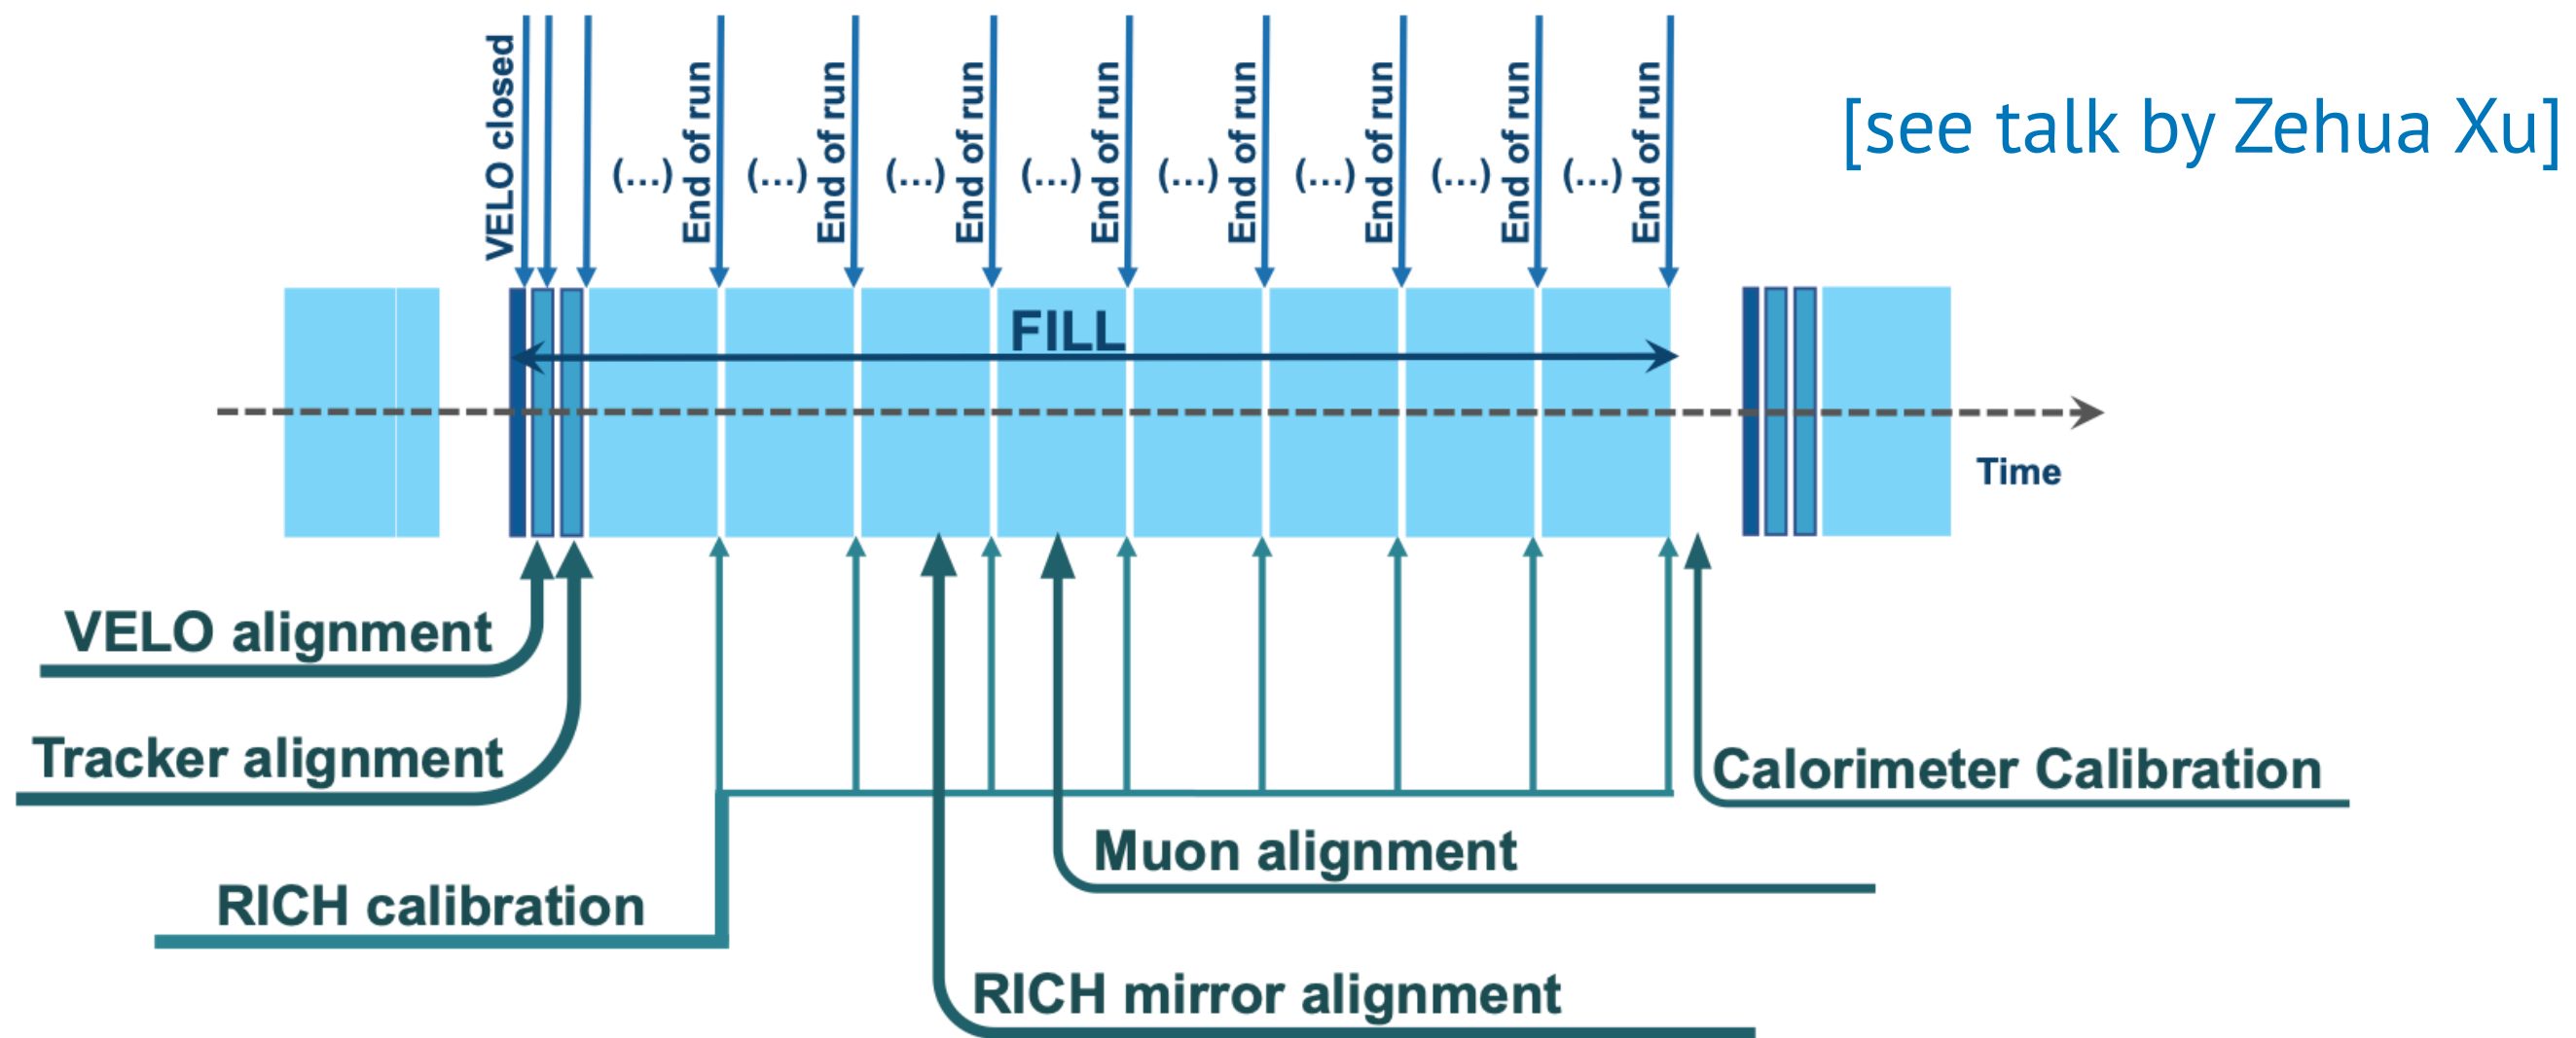 VELO closed
(...)
End of run
(...)
End of run
(...)
End of run
(...)
End of run
(...)
End of run
(...)
End of run
(...)
End of run
(...)
End of run
[see talk by Zehua Xu]
FILL
Time
VELO alignment
Tracker alignment
Calorimeter Calibration
Muon alignment
RICH calibration
RICH mirror alignment